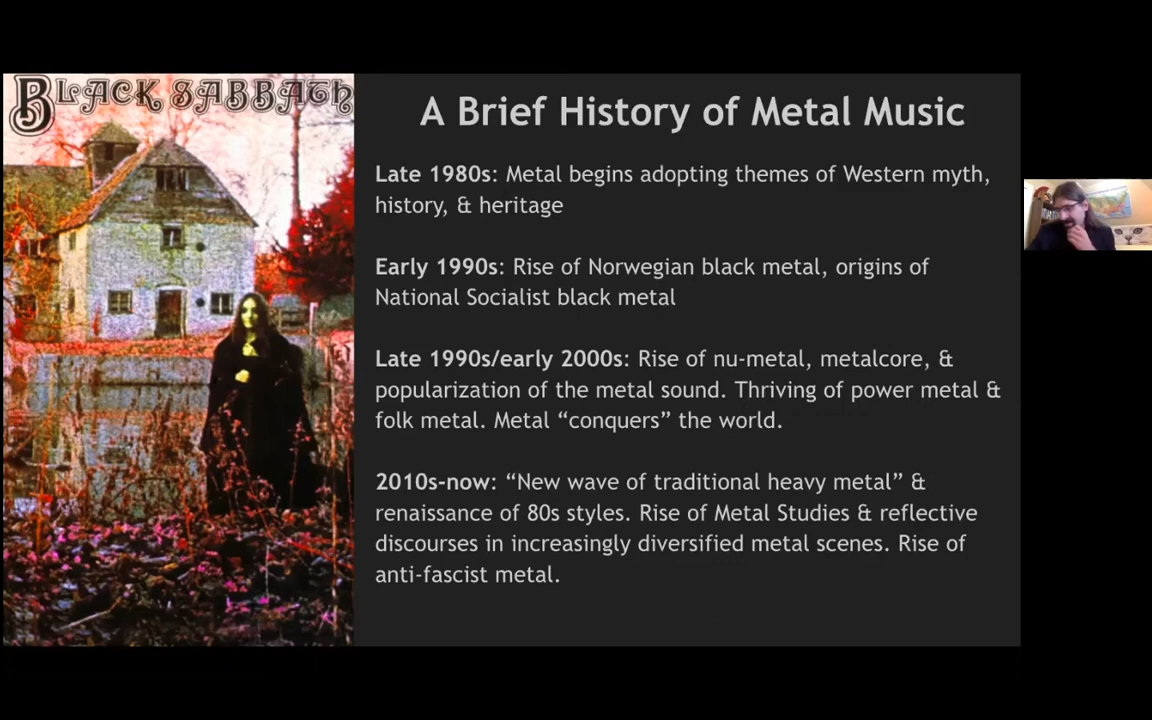 BLACK SABBATH
A Brief History of Metal Music
Late 1980s: Metal begins adopting themes of Western myth,
history, & heritage
Early 1990s: Rise of Norwegian black metal, origins of
National Socialist black metal
Late 1990s/early 2000s: Rise of nu-metal, metalcore, &
popularization of the metal sound. Thriving of power metal &
folk metal. Metal “conquers” the world.
2010s-now: “New wave of traditional heavy metal” &
renaissance of 80s styles. Rise of Metal Studies & reflective
discourses in increasingly diversified metal scenes. Rise of
anti-fascist metal.